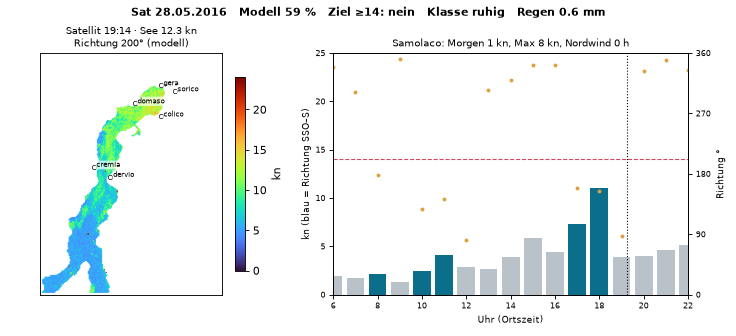 Sat 28.05.2016   Modell 59 %   Ziel ≥14: nein   Klasse ruhig   Regen 0.6 mm
Satellit 19:14 · See 12.3 kn
Richtung 200° (modell)
gera
sorico
domaso
colico
cremia
dervio
20
15
10
5
0
kn
Samolaco: Morgen 1 kn, Max 8 kn, Nordwind 0 h
25
20
15
10
5
0
kn (blau = Richtung SSO–S)
360
270
180
90
0
Richtung °
6 8 10 12 14 16 18 20 22
Uhr (Ortszeit)